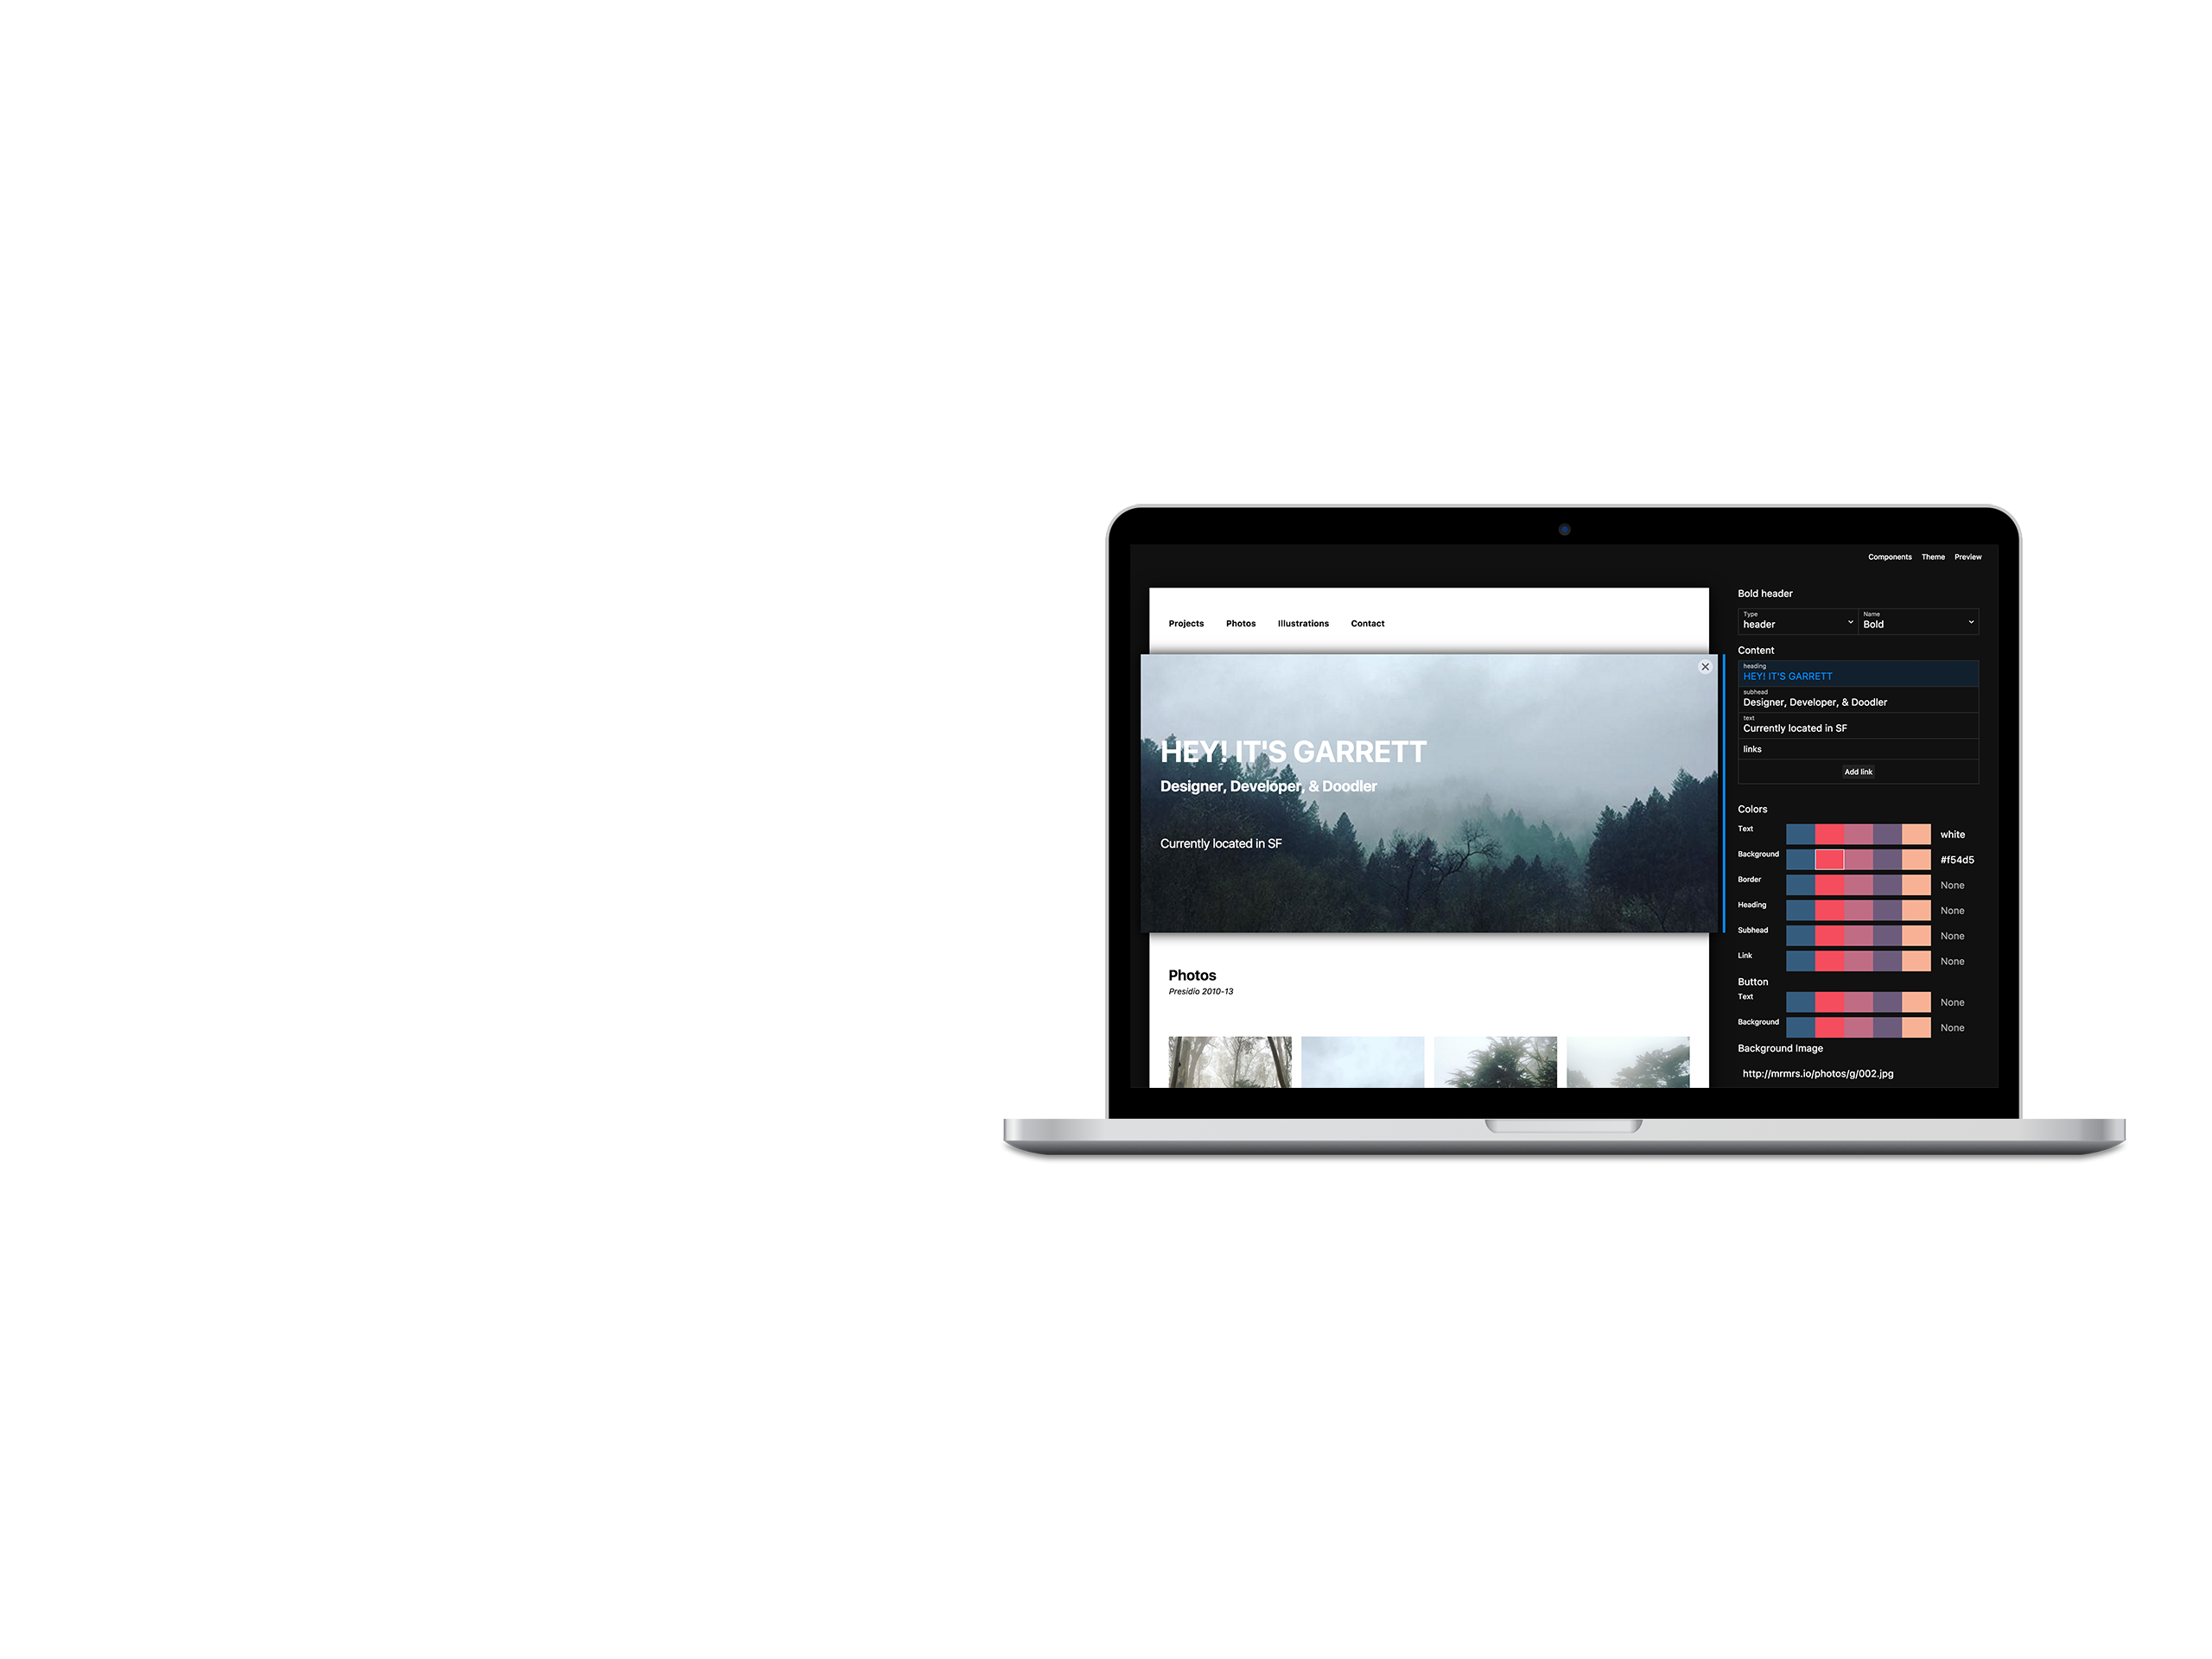 Components Theme Preview
Projects Photos Illustrations Contact
HEY! IT'S GARRETT
Designer, Developer, & Doodler
Currently located in SF
Photos
Presidio 2010-13
Bold header
Type
header
Name
Bold
Content
heading
HEY! IT'S GARRETT
subhead
Designer, Developer, & Doodler
text
Currently located in SF
links
Add link
Colors
Text white
Background #f54d5
Border None
Heading None
Subhead None
Link None
Button
Text None
Background None
Background Image
http://mrmrs.io/photos/g/002.jpg